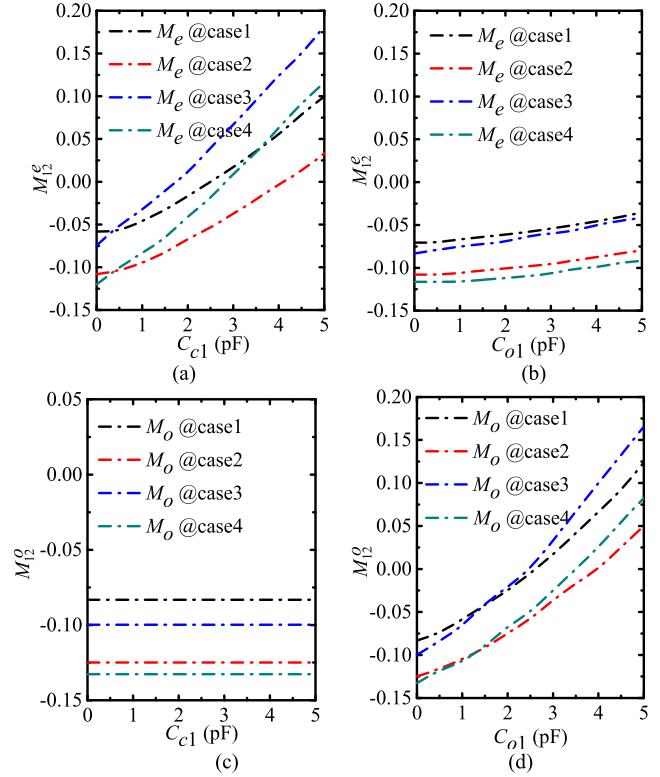 0.20
0.15
0.10
0.05
0.00
-0.05
-0.10
-0.15
M_12^e
M_e @case1
M_e @case2
M_e @case3
M_e @case4
0 1 2 3 4 5
C_c1 (pF)
(a)
0.20
0.15
0.10
0.05
0.00
-0.05
-0.10
-0.15
M_12^e
M_e @case1
M_e @case2
M_e @case3
M_e @case4
0 1 2 3 4 5
C_o1 (pF)
(b)
0.05
0.00
-0.05
-0.10
-0.15
M_12^o
M_o @case1
M_o @case2
M_o @case3
M_o @case4
0 1 2 3 4 5
C_c1 (pF)
(c)
0.20
0.15
0.10
0.05
0.00
-0.05
-0.10
-0.15
M_12^o
M_o @case1
M_o @case2
M_o @case3
M_o @case4
0 1 2 3 4 5
C_o1 (pF)
(d)